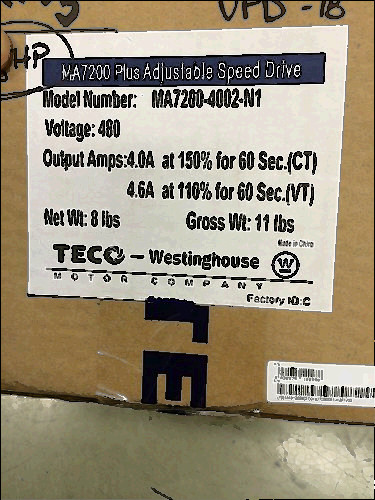 VFD-18
HP
MA7200 Plus Adjustable Speed Drive
Model Number: MA7200-4002-N1
Voltage: 480
Output Amps:4.0A at 150% for 60 Sec.(CT)
4.6A at 110% for 60 Sec.(VT)
Net Wt: 8 lbs Gross Wt: 11 lbs
Made in China
TECO - Westinghouse
MOTOR COMPANY
Factory ID:C
TE